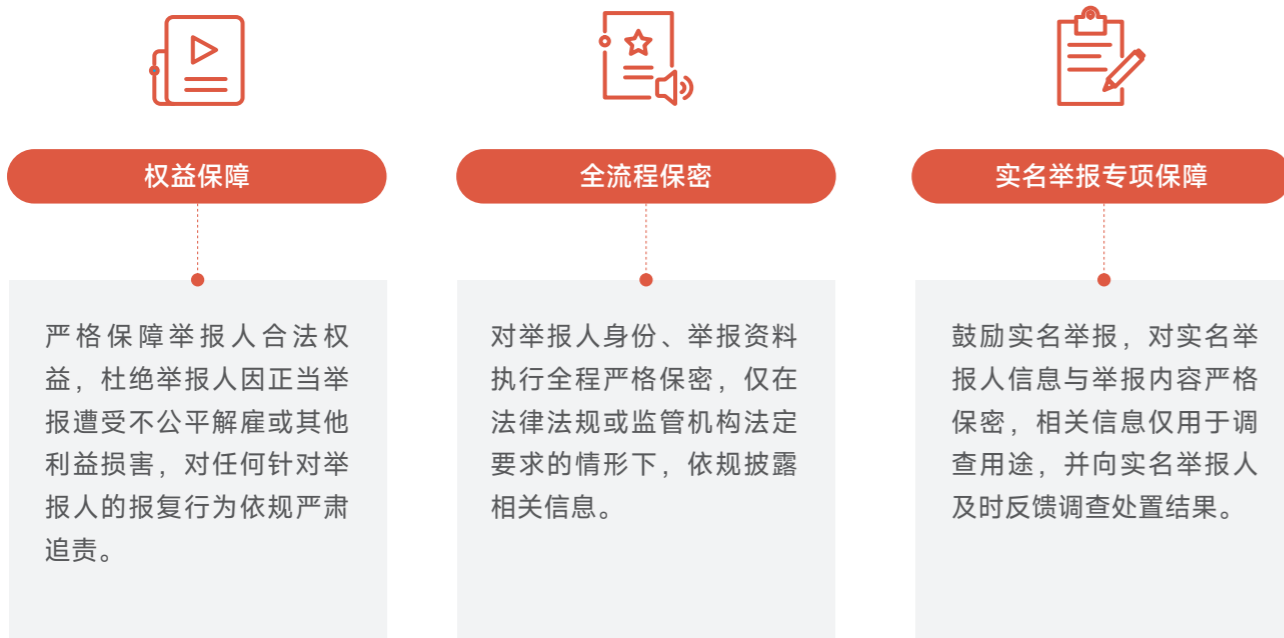 权益保障
严格保障举报人合法权
益，杜绝举报人因正当举
报遭受不公平解雇或其他
利益损害，对任何针对举
报人的报复行为依规严肃
追责。
全流程保密
对举报人身份、举报资料
执行全程严格保密，仅在
法律法规或监管机构法定
要求的情形下，依规披露
相关信息。
实名举报专项保障
鼓励实名举报，对实名举
报人信息与举报内容严格
保密，相关信息仅用于调
查用途，并向实名举报人
及时反馈调查处置结果。